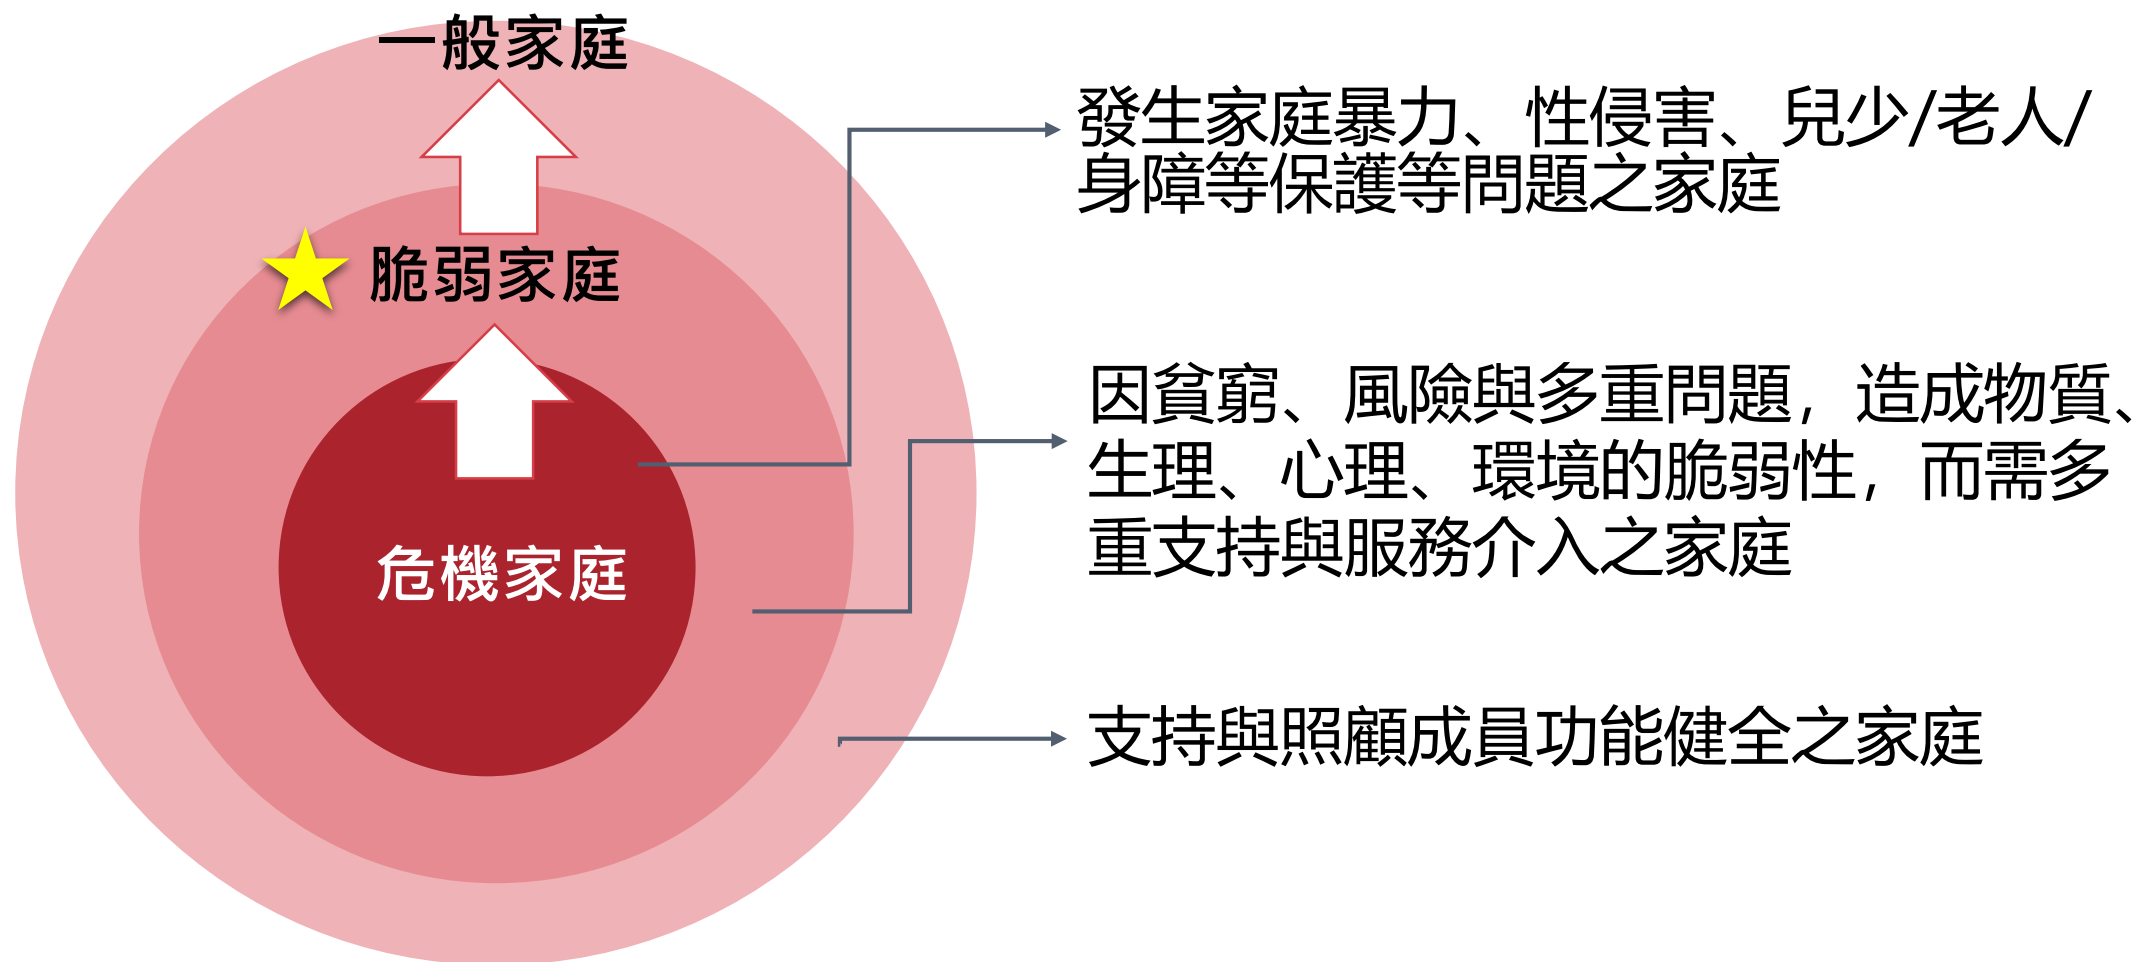 一般家庭
脆弱家庭
危機家庭
發生家庭暴力、性侵害、兒少/老人/
身障等保護等問題之家庭
因貧窮、風險與多重問題，造成物質、
生理、心理、環境的脆弱性，而需多
重支持與服務介入之家庭
支持與照顧成員功能健全之家庭